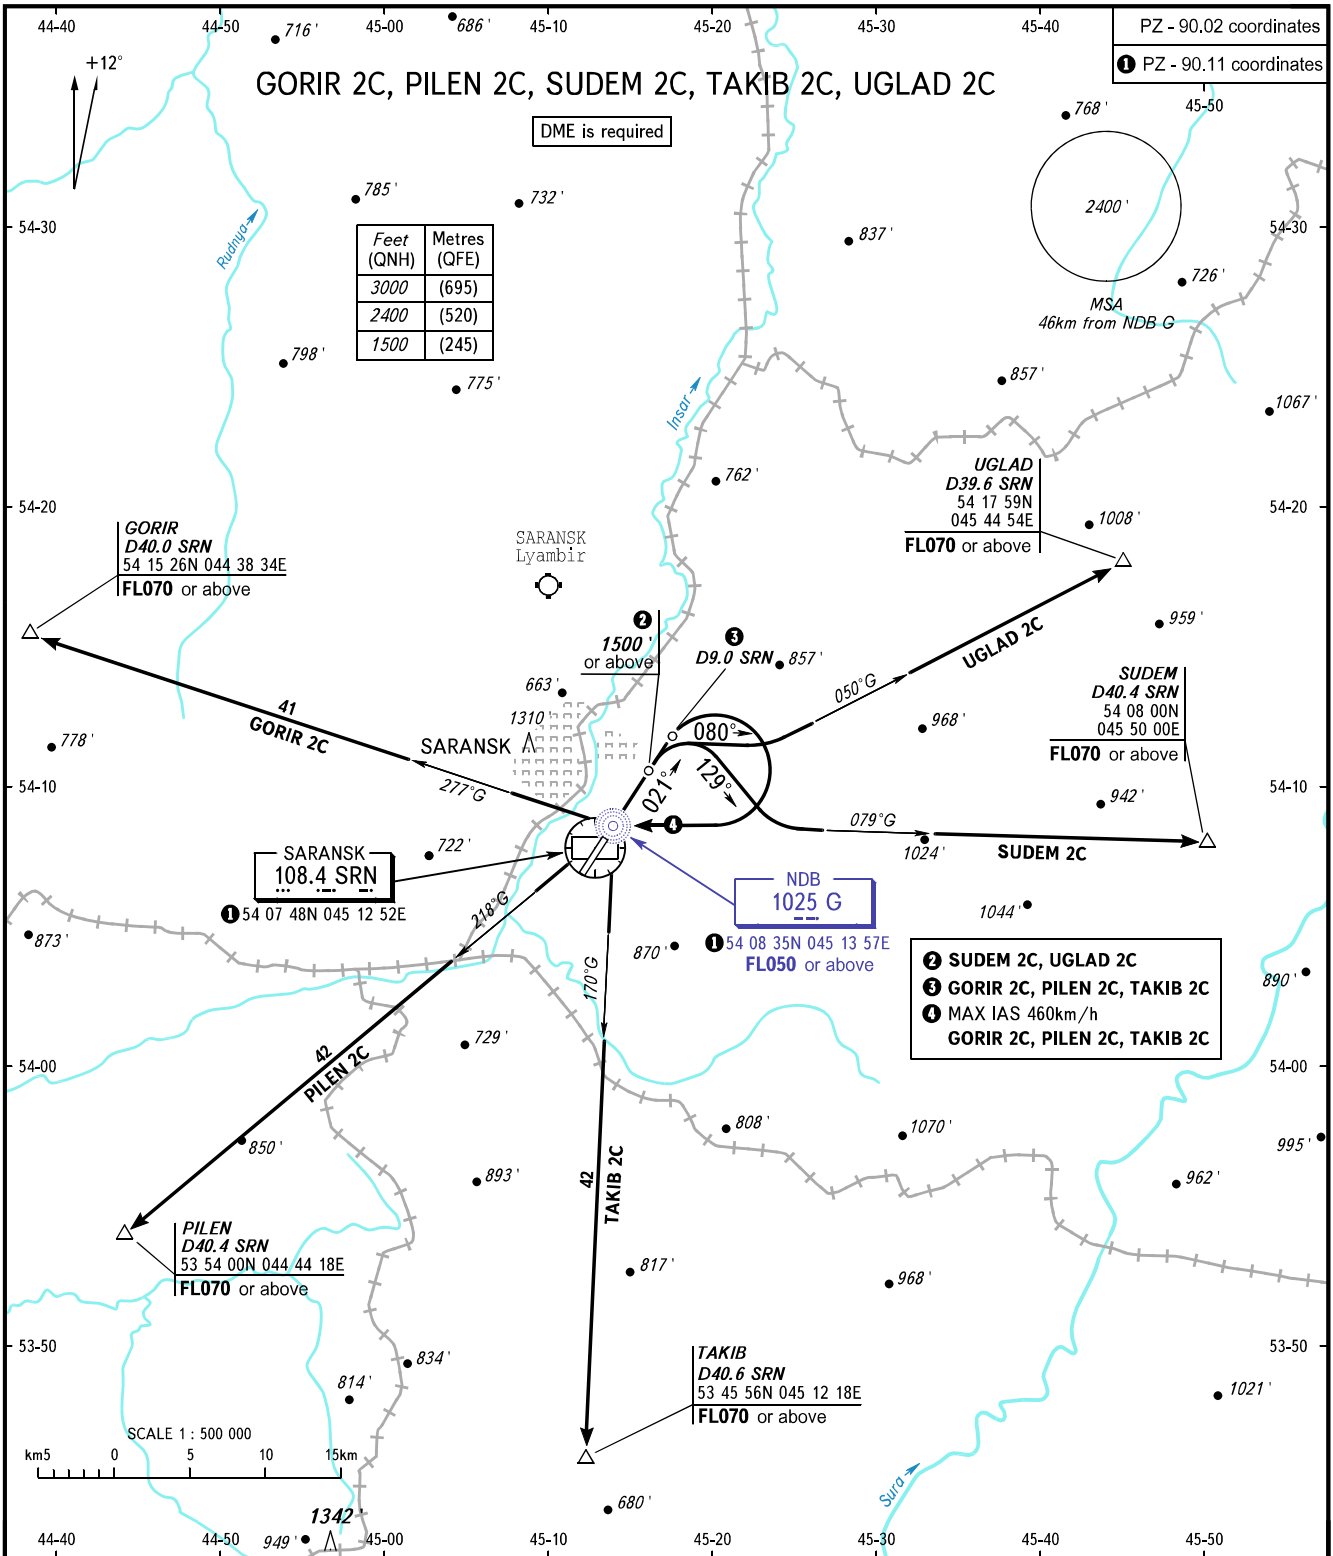 44-40
44-50
45-00
45-10
45-20
45-30
45-40
PZ - 90.02 coordinates
1 PZ - 90.11 coordinates
45-50
716'
686'
+12°
GORIR 2C, PILEN 2C, SUDEM 2C, TAKIB 2C, UGLAD 2C
DME is required
768'
785'
732'
2400'
837'
54-30
54-30
Rudnya
Feet (QNH) Metres (QFE)
3000 (695)
2400 (520)
1500 (245)
726'
MSA
46km from NDB G
798'
775'
857'
1067'
Insar
762'
UGLAD
D39.6 SRN
54 17 59N
045 44 54E
FL070 or above
54-20
54-20
1008'
GORIR
D40.0 SRN
54 15 26N 044 38 34E
FL070 or above
SARANSK
Lyambir
2
1500'
or above
3
D9.0 SRN
857'
959'
UGLAD 2C
050°G
SUDEM
D40.4 SRN
54 08 00N
045 50 00E
FL070 or above
663'
1310'
SARANSK
41
GORIR 2C
277°G
778'
968'
080°
129°
021°
4
54-10
54-10
942'
079°G
SUDEM 2C
1024'
722'
SARANSK
108.4 SRN
1 54 07 48N 045 12 52E
218°G
NDB
1025 G
1 54 08 35N 045 13 57E
FL050 or above
1044'
873'
870'
170°G
2 SUDEM 2C, UGLAD 2C
3 GORIR 2C, PILEN 2C, TAKIB 2C
4 MAX IAS 460km/h
GORIR 2C, PILEN 2C, TAKIB 2C
890'
729'
42
PILEN 2C
54-00
54-00
808'
1070'
995'
850'
893'
42
TAKIB 2C
962'
PILEN
D40.4 SRN
53 54 00N 044 44 18E
FL070 or above
817'
968'
53-50
53-50
834'
TAKIB
D40.6 SRN
53 45 56N 045 12 18E
FL070 or above
814'
1021'
SCALE 1 : 500 000
km5 0 5 10 15km
Sura
680'
1342'
949'
44-40
44-50
45-00
45-10
45-20
45-30
45-40
45-50